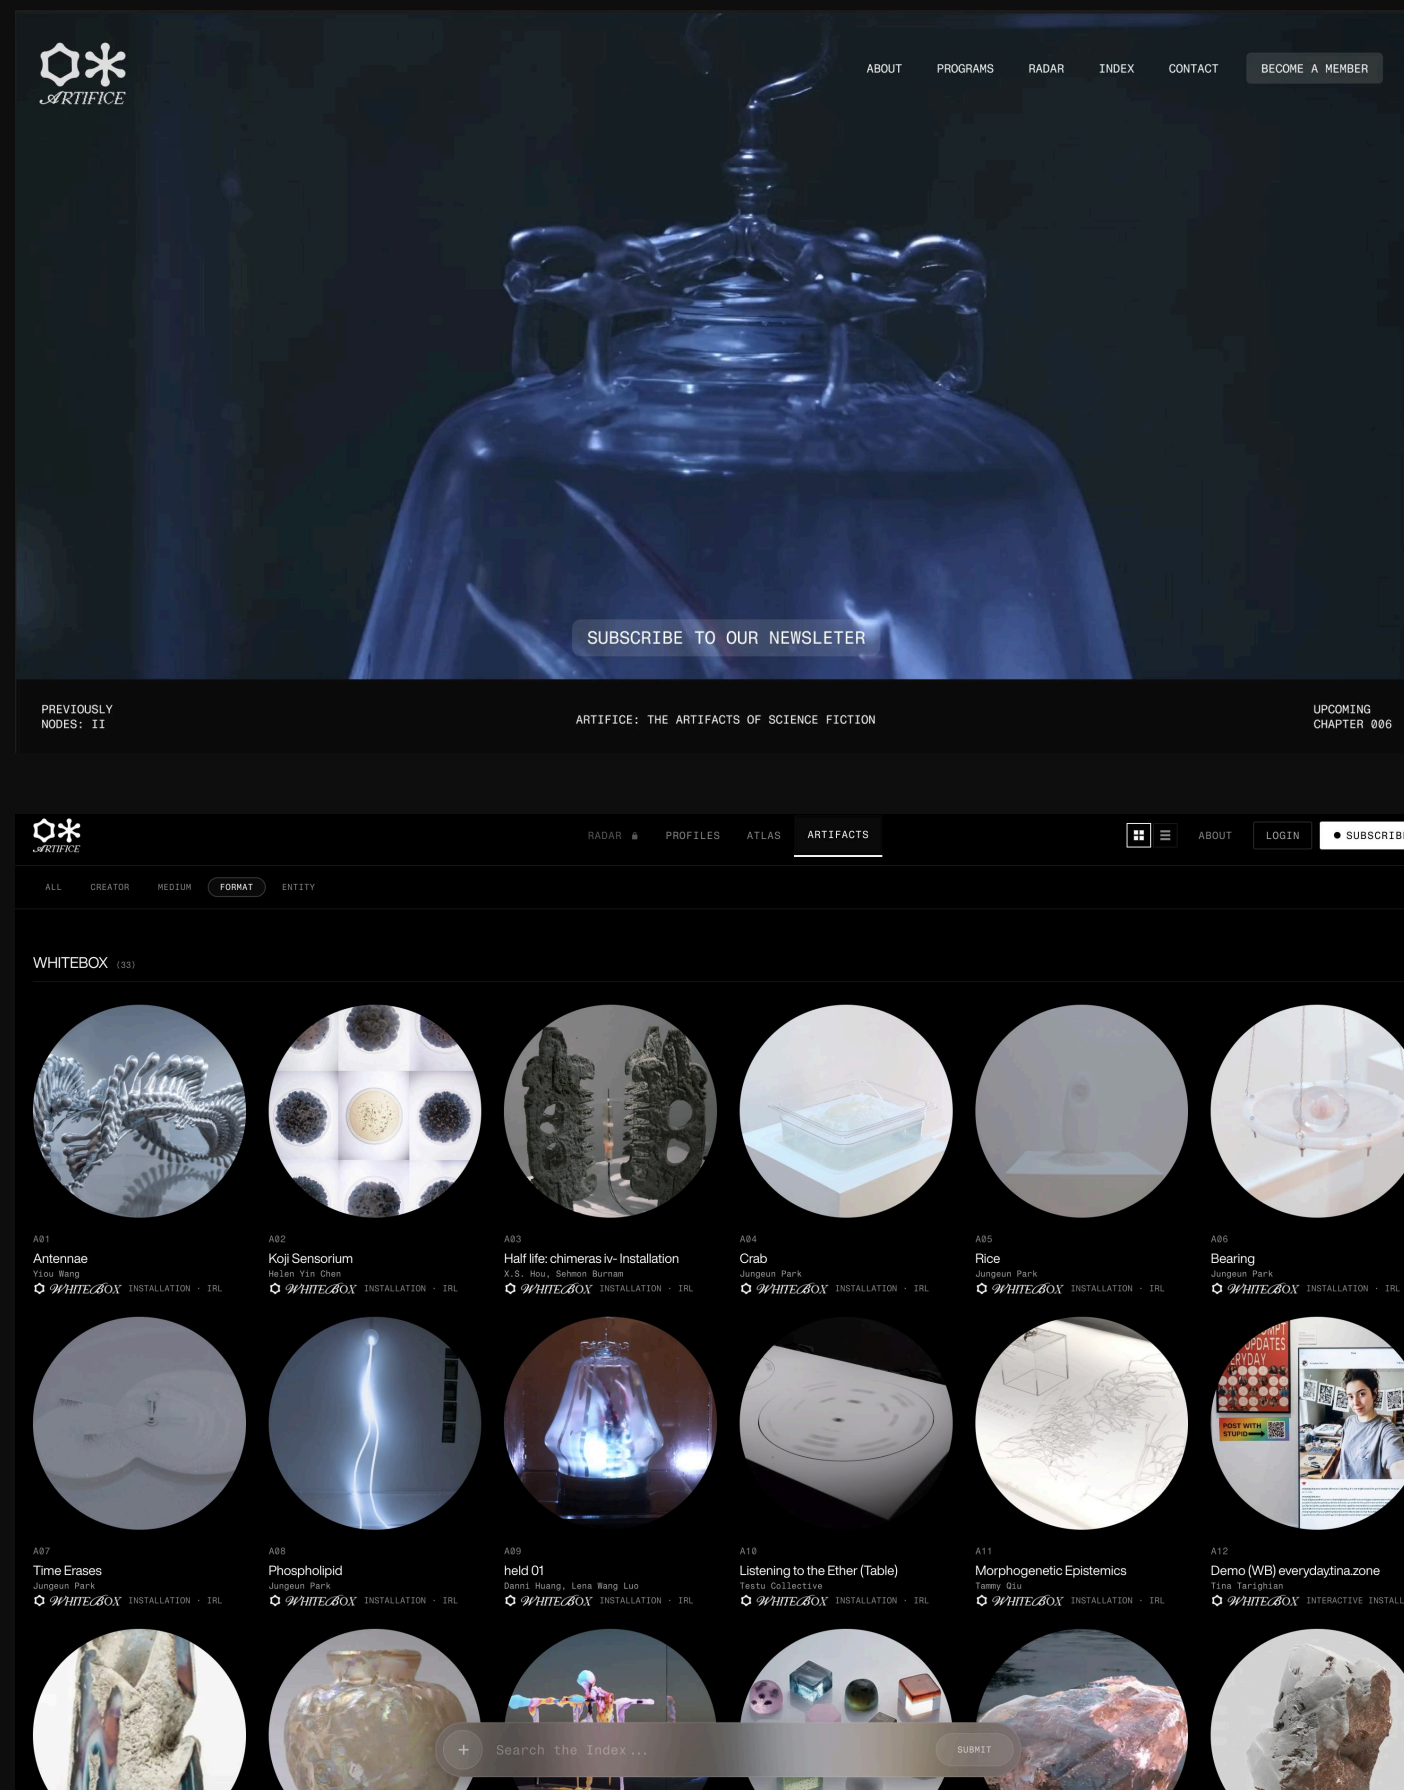 ARTIFICE
ABOUT PROGRAMS RADAR INDEX CONTACT BECOME A MEMBER
SUBSCRIBE TO OUR NEWSLETER
PREVIOUSLY
NODES: II
ARTIFICE: THE ARTIFACTS OF SCIENCE FICTION
UPCOMING
CHAPTER 006
ARTIFICE
RADAR PROFILES ATLAS ARTIFACTS ABOUT LOGIN SUBSCRIBE
ALL CREATOR MEDIUM FORMAT ENTITY
WHITEBOX (33)
A01
Antennae
Yiou Wang
WHITEBOX INSTALLATION · IRL
A02
Koji Sensorium
Helen Yin Chen
WHITEBOX INSTALLATION · IRL
A03
Half life: chimeras iv- Installation
X.S. Hou, Sehmon Burnam
WHITEBOX INSTALLATION · IRL
A04
Crab
Jungeun Park
WHITEBOX INSTALLATION · IRL
A05
Rice
Jungeun Park
WHITEBOX INSTALLATION · IRL
A06
Bearing
Jungeun Park
WHITEBOX INSTALLATION · IRL
UPDATES
POST WITH
STUPID
A07
Time Erases
Jungeun Park
WHITEBOX INSTALLATION · IRL
A08
Phospholipid
Jungeun Park
WHITEBOX INSTALLATION · IRL
A09
held 01
Danni Huang, Lena Wang Luo
WHITEBOX INSTALLATION · IRL
A10
Listening to the Ether (Table)
Testu Collective
WHITEBOX INSTALLATION · IRL
A11
Morphogenetic Epistemics
Tammy Qiu
WHITEBOX INSTALLATION · IRL
A12
Demo (WB) everyday.tina.zone
Tina Tarighian
WHITEBOX INTERACTIVE INSTALL
+ Search the Index... SUBMIT